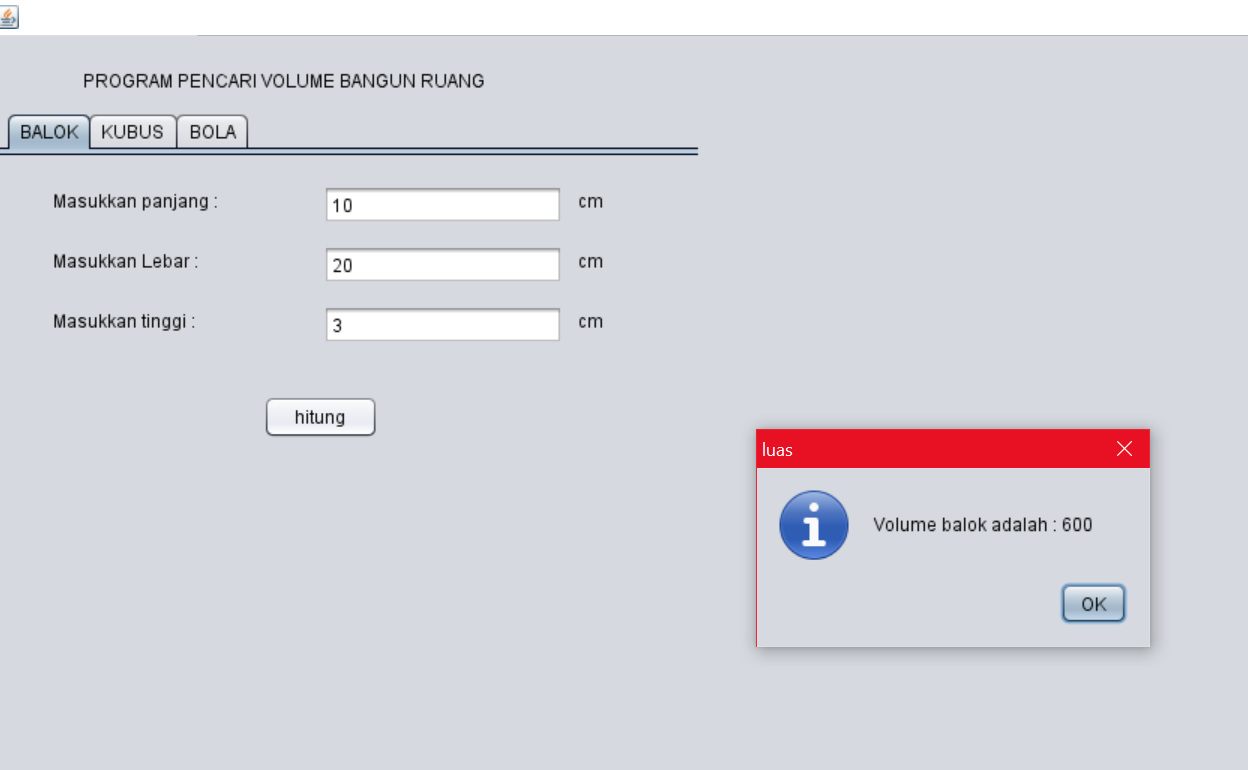 PROGRAM PENCARI VOLUME BANGUN RUANG
BALOK KUBUS BOLA
Masukkan panjang : 10 cm
Masukkan Lebar : 20 cm
Masukkan tinggi : 3 cm
hitung
luas
Volume balok adalah : 600
OK